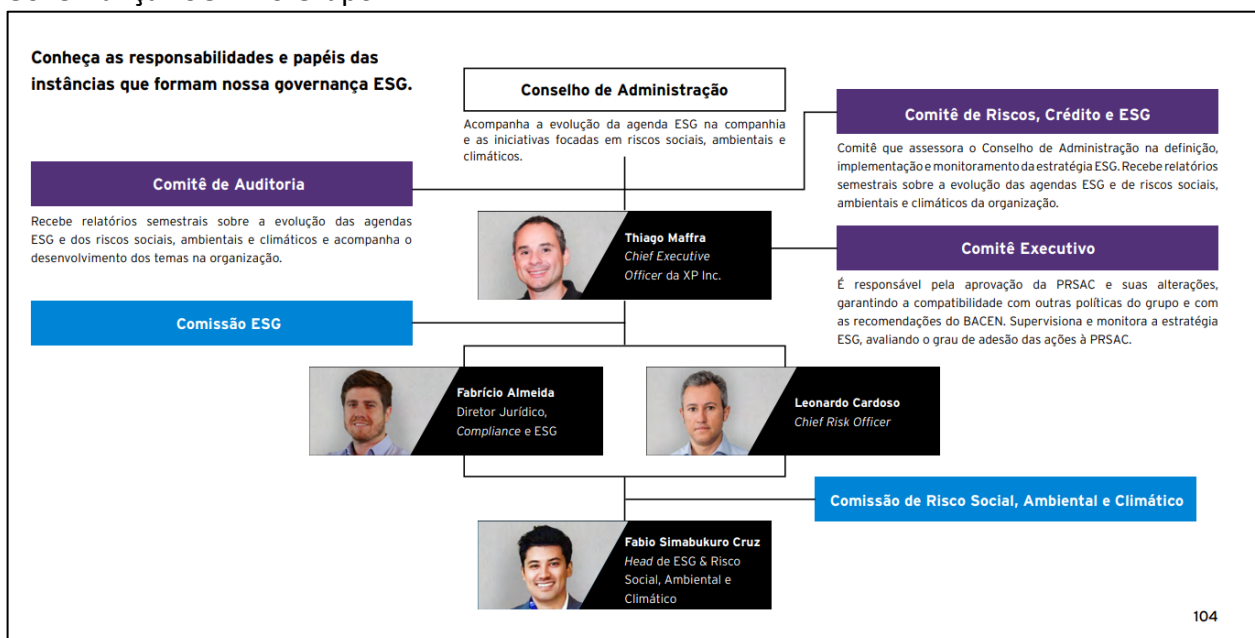 Conheça as responsabilidades e papéis das
instâncias que formam nossa governança ESG.
Conselho de Administração
Acompanha a evolução da agenda ESG na companhia
e as iniciativas focadas em riscos sociais, ambientais e
climáticos.
Comitê de Riscos, Crédito e ESG
Comitê que assessora o Conselho de Administração na definição,
implementação e monitoramento da estratégia ESG. Recebe relatórios
semestrais sobre a evolução das agendas ESG e de riscos sociais,
ambientais e climáticos da organização.
Comitê de Auditoria
Recebe relatórios semestrais sobre a evolução das agendas
ESG e dos riscos sociais, ambientais e climáticos e acompanha o
desenvolvimento dos temas na organização.
Thiago Maffra
Chief Executive
Officer da XP Inc.
Comitê Executivo
É responsável pela aprovação da PRSAC e suas alterações,
garantindo a compatibilidade com outras políticas do grupo e com
as recomendações do BACEN. Supervisiona e monitora a estratégia
ESG, avaliando o grau de adesão das ações à PRSAC.
Comissão ESG
Fabrício Almeida
Diretor Jurídico,
Compliance e ESG
Leonardo Cardoso
Chief Risk Officer
Comissão de Risco Social, Ambiental e Climático
Fabio Simabukuro Cruz
Head de ESG & Risco
Social, Ambiental e
Climático
104